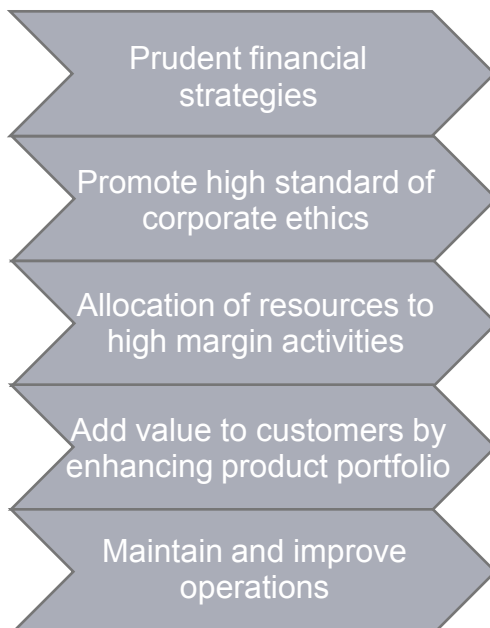 Prudent financial
strategies
Promote high standard of
corporate ethics
Allocation of resources to
high margin activities
Add value to customers by
enhancing product portfolio
Maintain and improve
operations